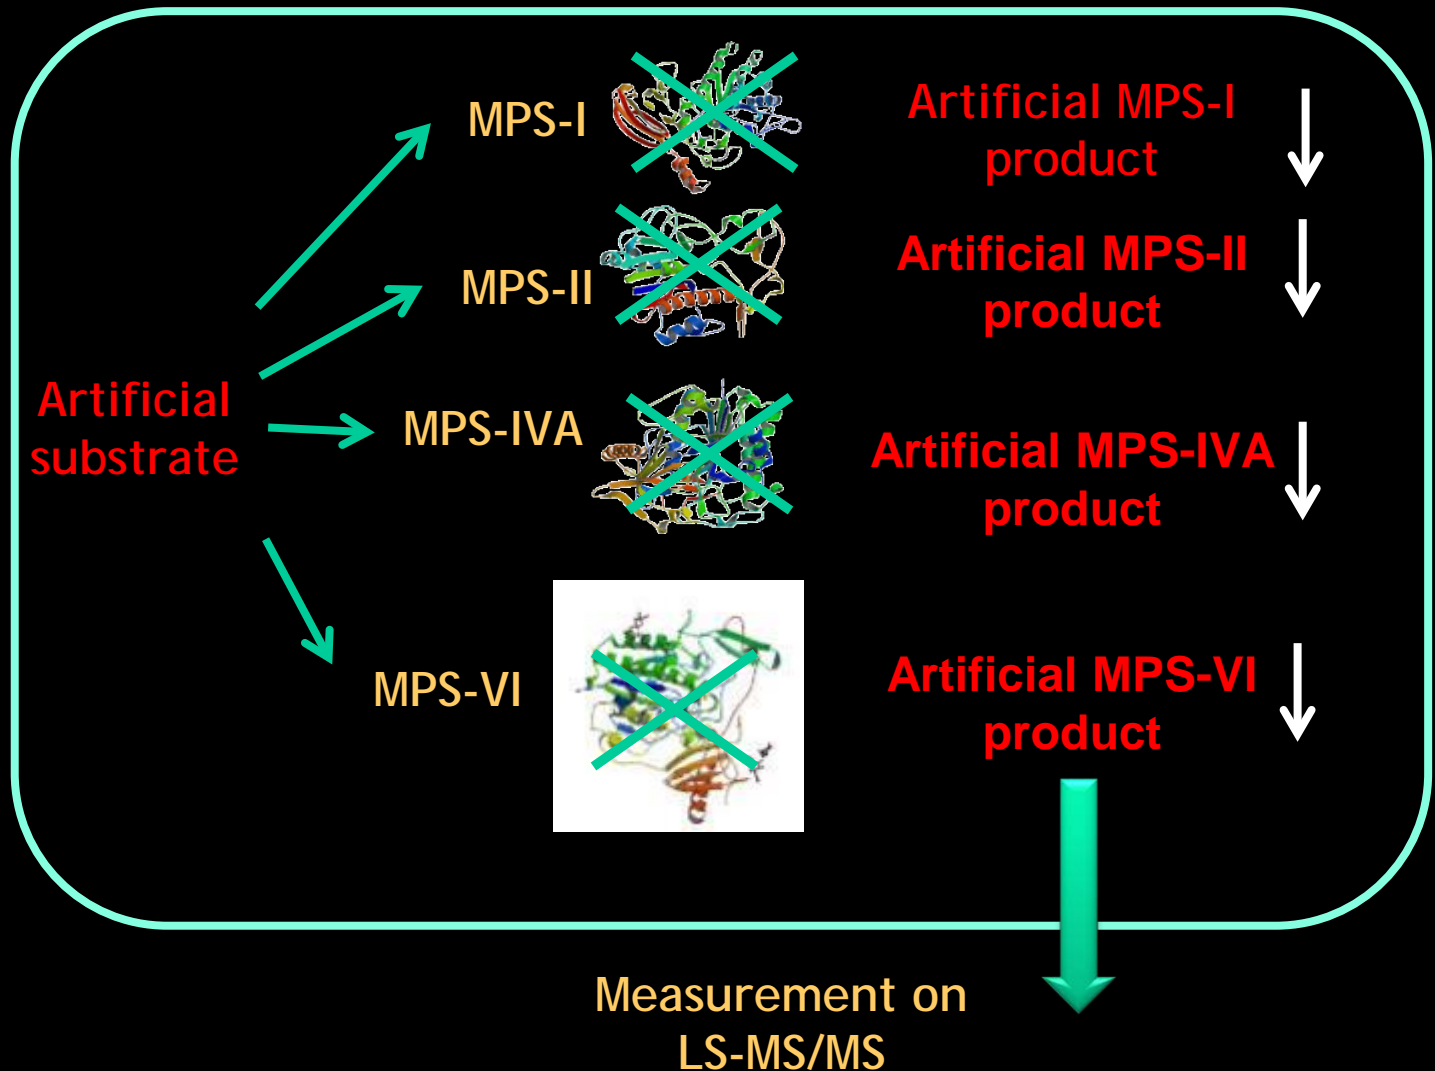 MPS-I
Artificial MPS-I
product
MPS-II
Artificial MPS-II
product
Artificial
substrate
MPS-IVA
Artificial MPS-IVA
product
MPS-VI
Artificial MPS-VI
product
Measurement on
LS-MS/MS